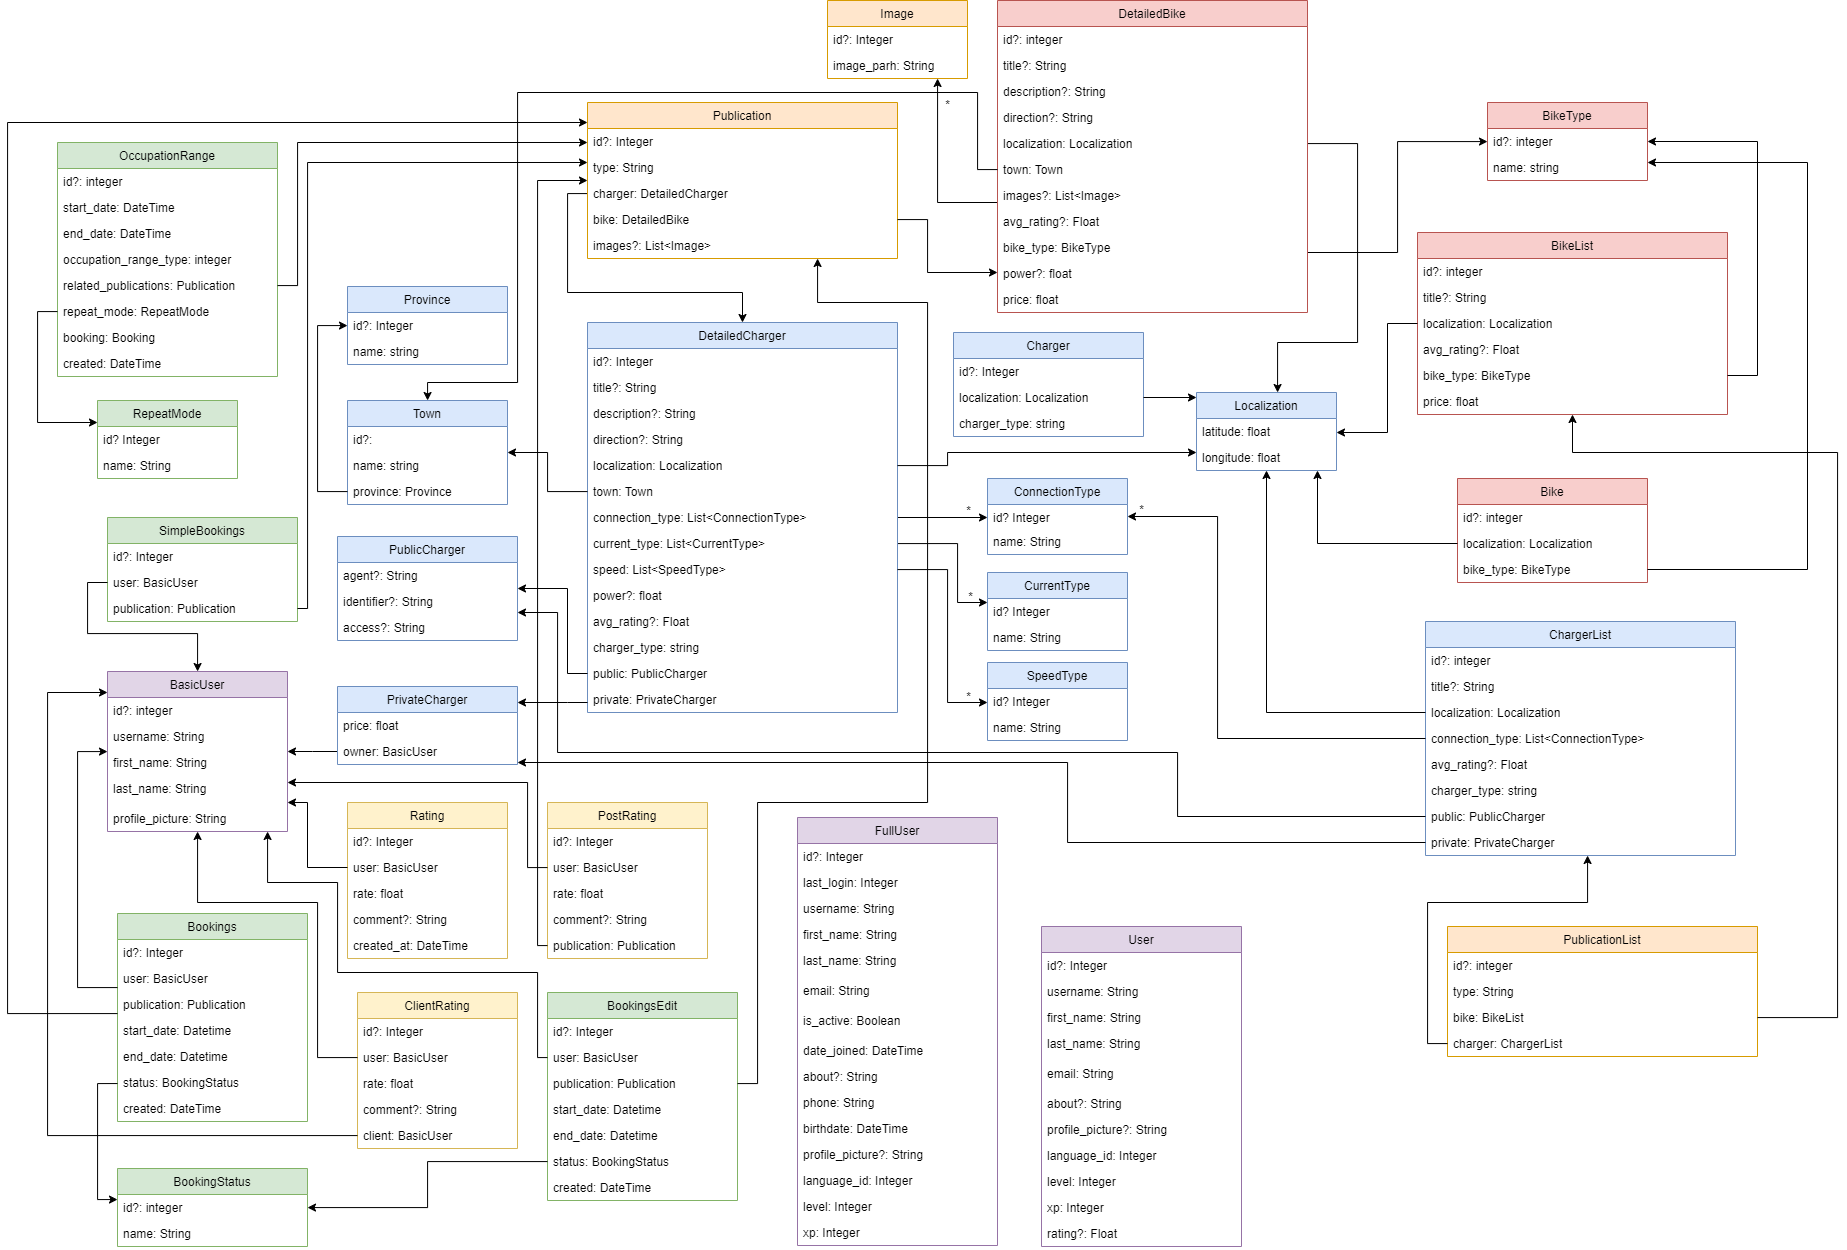 Image
id?: Integer
image_parh: String
*
DetailedBike
id?: integer
title?: String
description?: String
direction?: String
localization: Localization
town: Town
images?: List<Image>
avg_rating?: Float
bike_type: BikeType
power?: float
price: float
BikeType
id?: integer
name: string
Publication
id?: Integer
type: String
charger: DetailedCharger
bike: DetailedBike
images?: List<Image>
OccupationRange
id?: integer
start_date: DateTime
end_date: DateTime
occupation_range_type: integer
related_publications: Publication
repeat_mode: RepeatMode
booking: Booking
created: DateTime
BikeList
id?: integer
title?: String
localization: Localization
avg_rating?: Float
bike_type: BikeType
price: float
Province
id?: Integer
name: string
DetailedCharger
id?: Integer
title?: String
description?: String
direction?: String
localization: Localization
town: Town
connection_type: List<ConnectionType>
current_type: List<CurrentType>
speed: List<SpeedType>
power?: float
avg_rating?: Float
charger_type: string
public: PublicCharger
private: PrivateCharger
Charger
id?: Integer
localization: Localization
charger_type: string
Localization
latitude: float
longitude: float
RepeatMode
id? Integer
name: String
Town
id?:
name: string
province: Province
ConnectionType
id? Integer
name: String
*
*
Bike
id?: integer
localization: Localization
bike_type: BikeType
SimpleBookings
id?: Integer
user: BasicUser
publication: Publication
PublicCharger
agent?: String
identifier?: String
access?: String
CurrentType
id? Integer
name: String
*
ChargerList
id?: integer
title?: String
localization: Localization
connection_type: List<ConnectionType>
avg_rating?: Float
charger_type: string
public: PublicCharger
private: PrivateCharger
BasicUser
id?: integer
username: String
first_name: String
last_name: String
profile_picture: String
PrivateCharger
price: float
owner: BasicUser
SpeedType
id? Integer
name: String
*
Rating
id?: Integer
user: BasicUser
rate: float
comment?: String
created_at: DateTime
PostRating
id?: Integer
user: BasicUser
rate: float
comment?: String
publication: Publication
FullUser
id?: Integer
last_login: Integer
username: String
first_name: String
last_name: String
email: String
is_active: Boolean
date_joined: DateTime
about?: String
phone: String
birthdate: DateTime
profile_picture?: String
language_id: Integer
level: Integer
xp: Integer
Bookings
id?: Integer
user: BasicUser
publication: Publication
start_date: Datetime
end_date: Datetime
status: BookingStatus
created: DateTime
User
id?: Integer
username: String
first_name: String
last_name: String
email: String
about?: String
profile_picture?: String
language_id: Integer
level: Integer
xp: Integer
rating?: Float
PublicationList
id?: integer
type: String
bike: BikeList
charger: ChargerList
ClientRating
id?: Integer
user: BasicUser
rate: float
comment?: String
client: BasicUser
BookingsEdit
id?: Integer
user: BasicUser
publication: Publication
start_date: Datetime
end_date: Datetime
status: BookingStatus
created: DateTime
BookingStatus
id?: integer
name: String